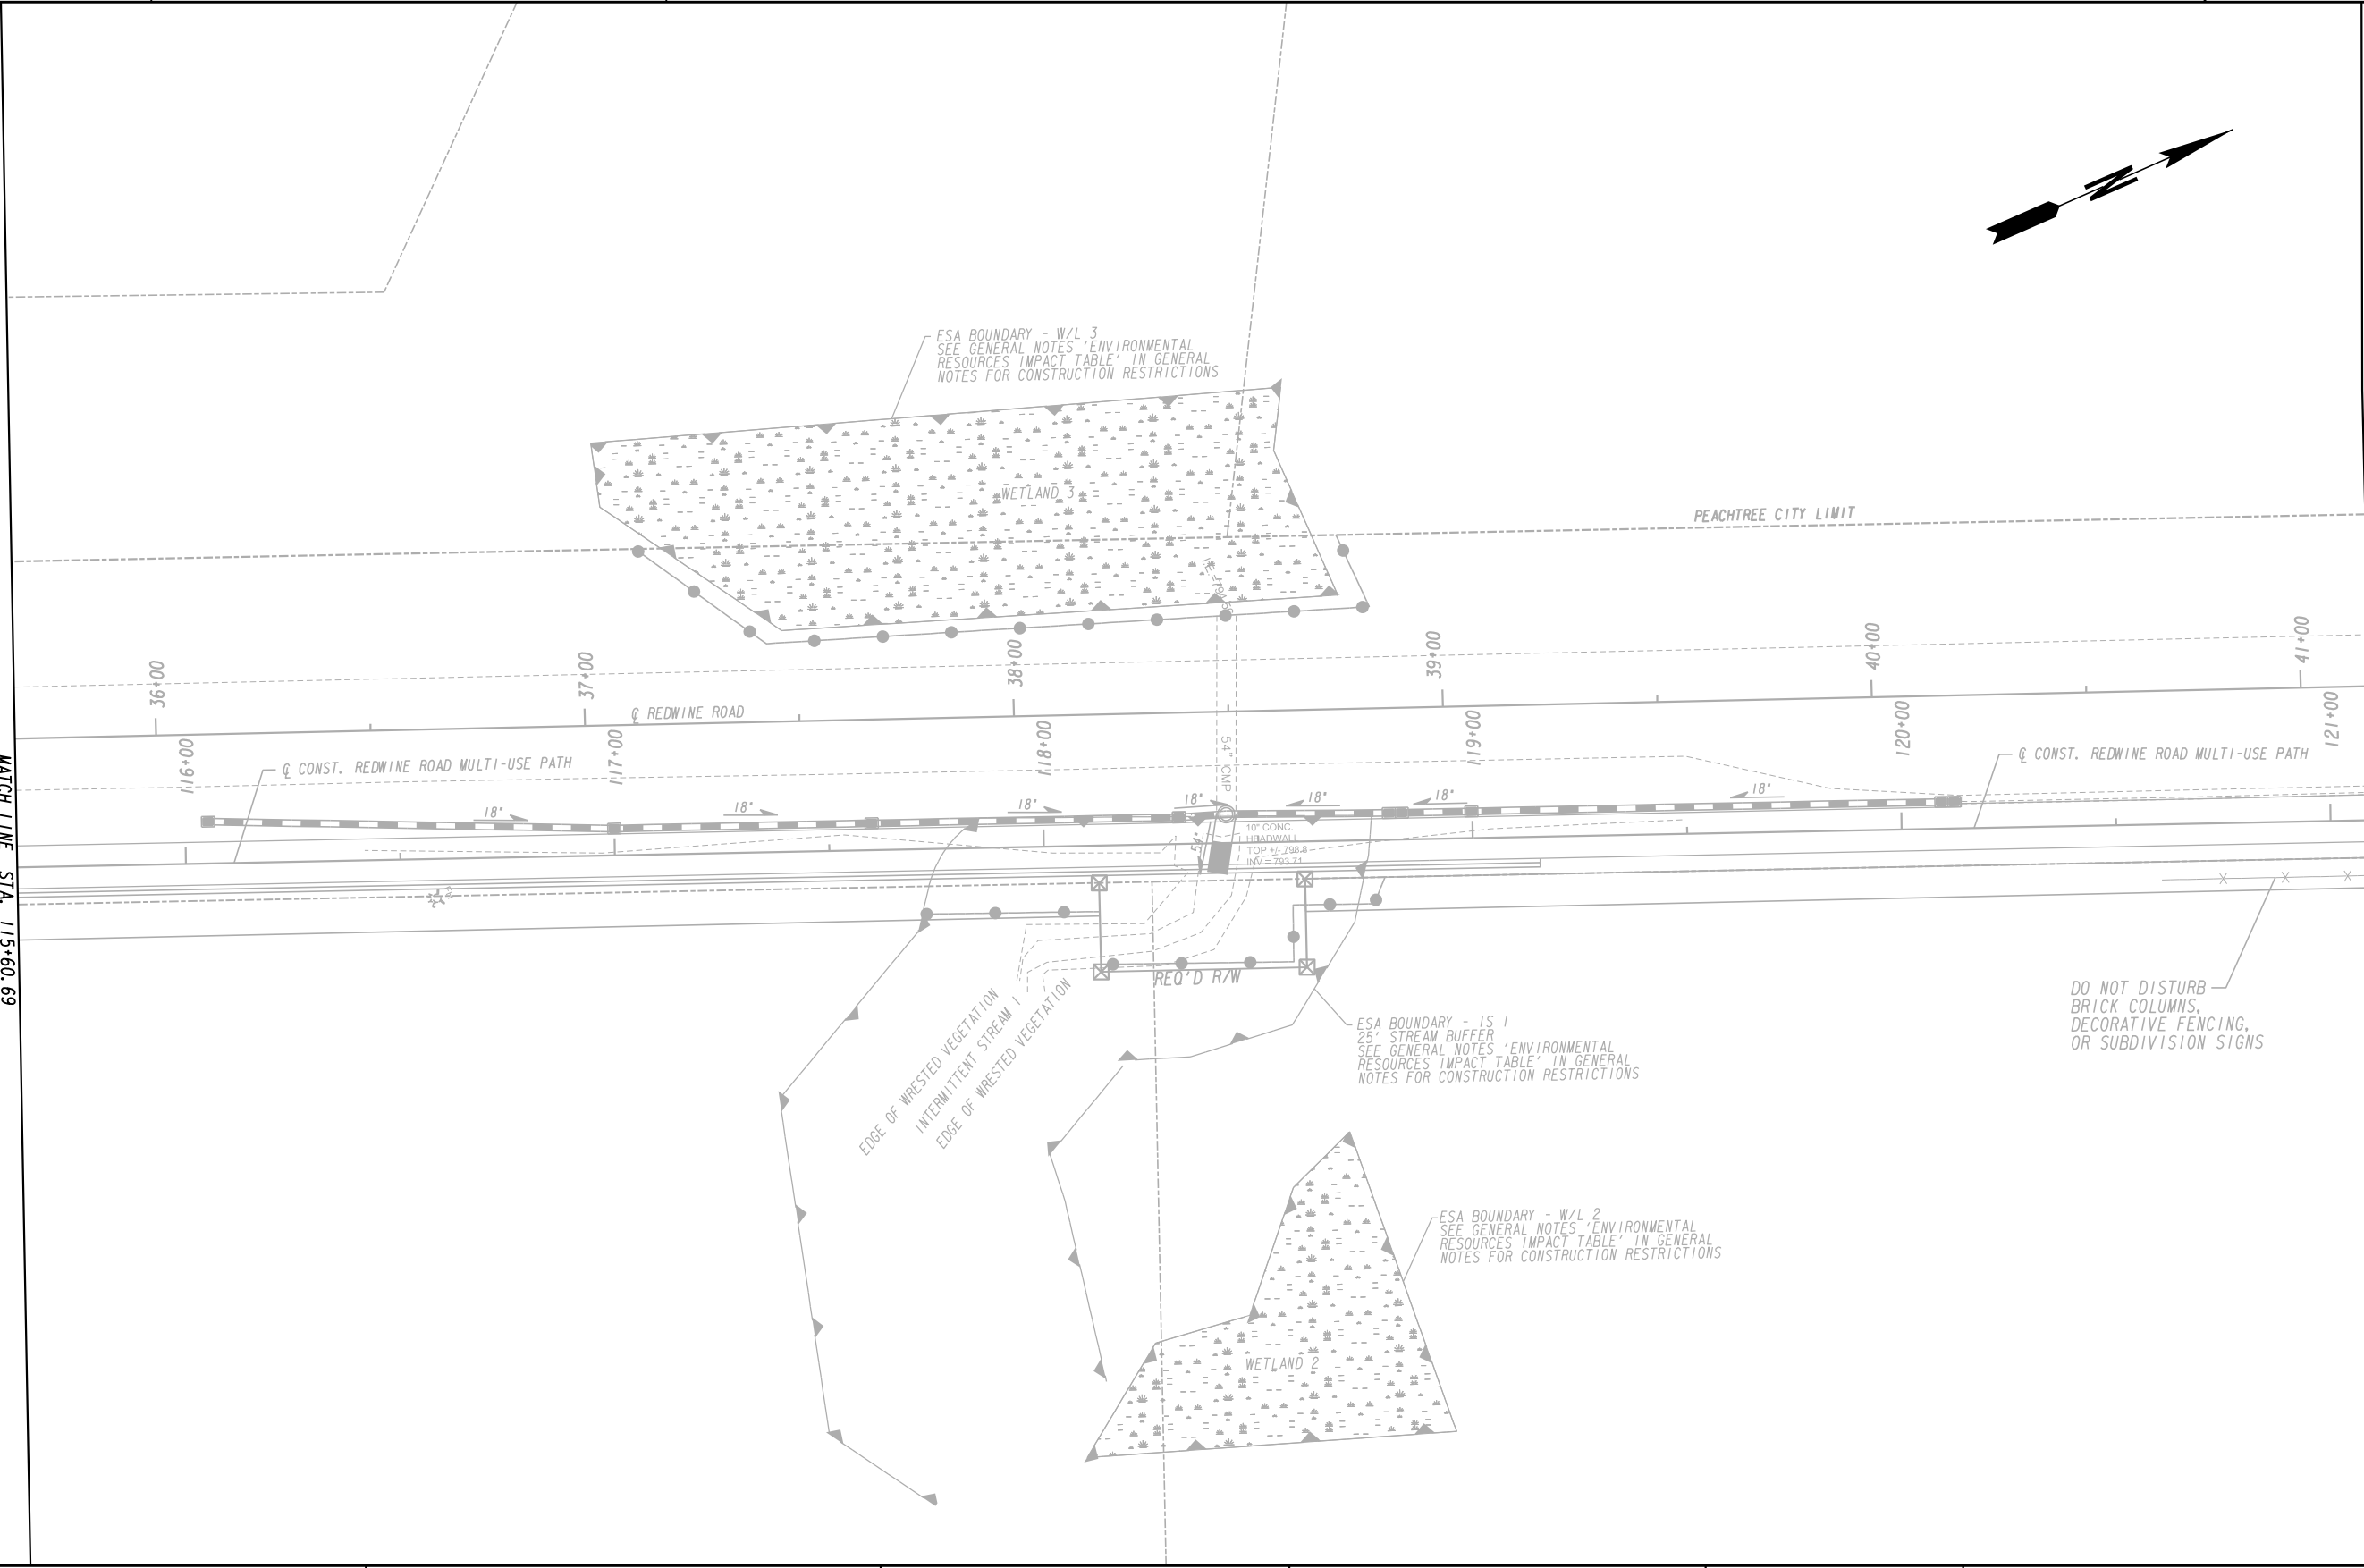 N
ESA BOUNDARY - W/L 3
SEE GENERAL NOTES 'ENVIRONMENTAL
RESOURCES IMPACT TABLE' IN GENERAL
NOTES FOR CONSTRUCTION RESTRICTIONS
WETLAND 3
PEACHTREE CITY LIMIT
36+00
37+00
38+00
39+00
40+00
41+00
℄ REDWINE ROAD
116+00
117+00
118+00
119+00
120+00
121+00
℄ CONST. REDWINE ROAD MULTI-USE PATH
54" CMP
℄ CONST. REDWINE ROAD MULTI-USE PATH
18"
18"
18"
18"
18"
18"
18"
54"
10" CONC.
HEADWALL
TOP +/- 798.8
INV = 793.71
MATCH LINE STA. 115+60.69
REQ'D R/W
EDGE OF WRESTED VEGETATION
INTERMITTENT STREAM 1
EDGE OF WRESTED VEGETATION
ESA BOUNDARY - IS 1
25' STREAM BUFFER
SEE GENERAL NOTES 'ENVIRONMENTAL
RESOURCES IMPACT TABLE' IN GENERAL
NOTES FOR CONSTRUCTION RESTRICTIONS
DO NOT DISTURB
BRICK COLUMNS,
DECORATIVE FENCING,
OR SUBDIVISION SIGNS
ESA BOUNDARY - W/L 2
SEE GENERAL NOTES 'ENVIRONMENTAL
RESOURCES IMPACT TABLE' IN GENERAL
NOTES FOR CONSTRUCTION RESTRICTIONS
WETLAND 2